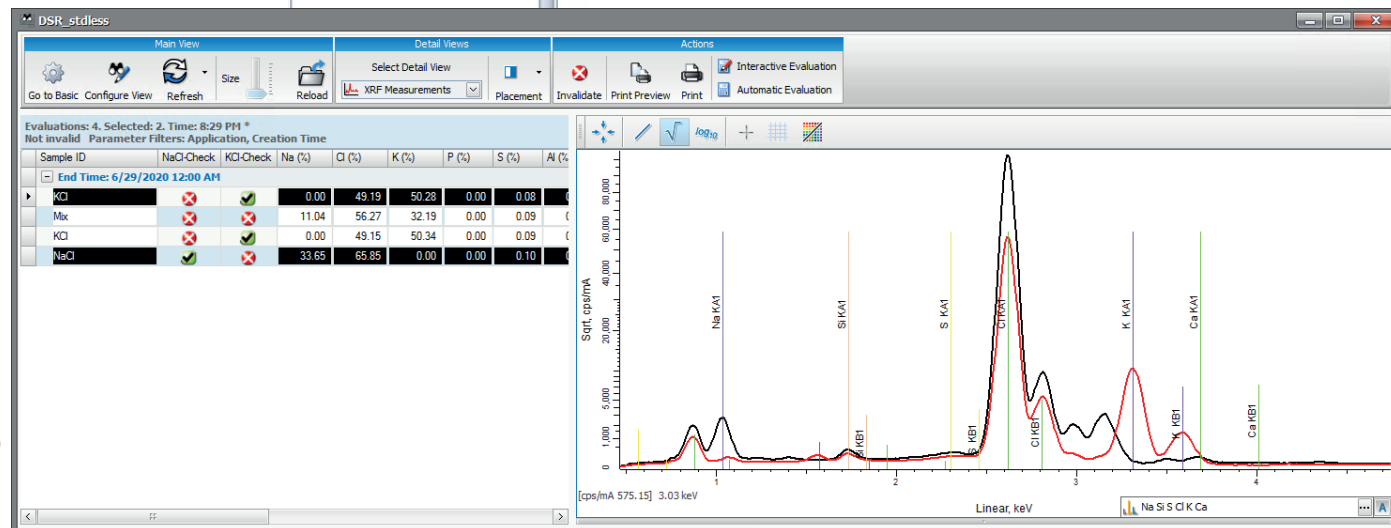 DSR_stdless
Main View
Detail Views
Actions
Go to Basic
Configure View
Refresh
Size
Reload
Select Detail View
XRF Measurements
Placement
Invalidate
Print Preview
Print
Interactive Evaluation
Automatic Evaluation
Evaluations: 4. Selected: 2. Time: 8:29 PM *
Not invalid Parameter Filters: Application, Creation Time
Sample ID NaCl-Check KCl-Check Na (%) Cl (%) K (%) P (%) S (%) Al (%
End Time: 6/29/2020 12:00 AM
KCl 0.00 49.19 50.28 0.00 0.08
Mix 11.04 56.27 32.19 0.00 0.09
KCl 0.00 49.15 50.34 0.00 0.09
NaCl 33.65 65.85 0.00 0.00 0.10
log10
Sqrt, cps/mA
80,000
60,000
40,000
20,000
5,000
1,000
0
Na KA1
Si KA1
Si KB1
S KA1
S KB1
Cl KA1
Cl KB1
K KA1
K KB1
Ca KA1
Ca KB1
1 2 3 4
[cps/mA 575.15] 3.03 keV
Linear, keV
Na Si S Cl K Ca
A